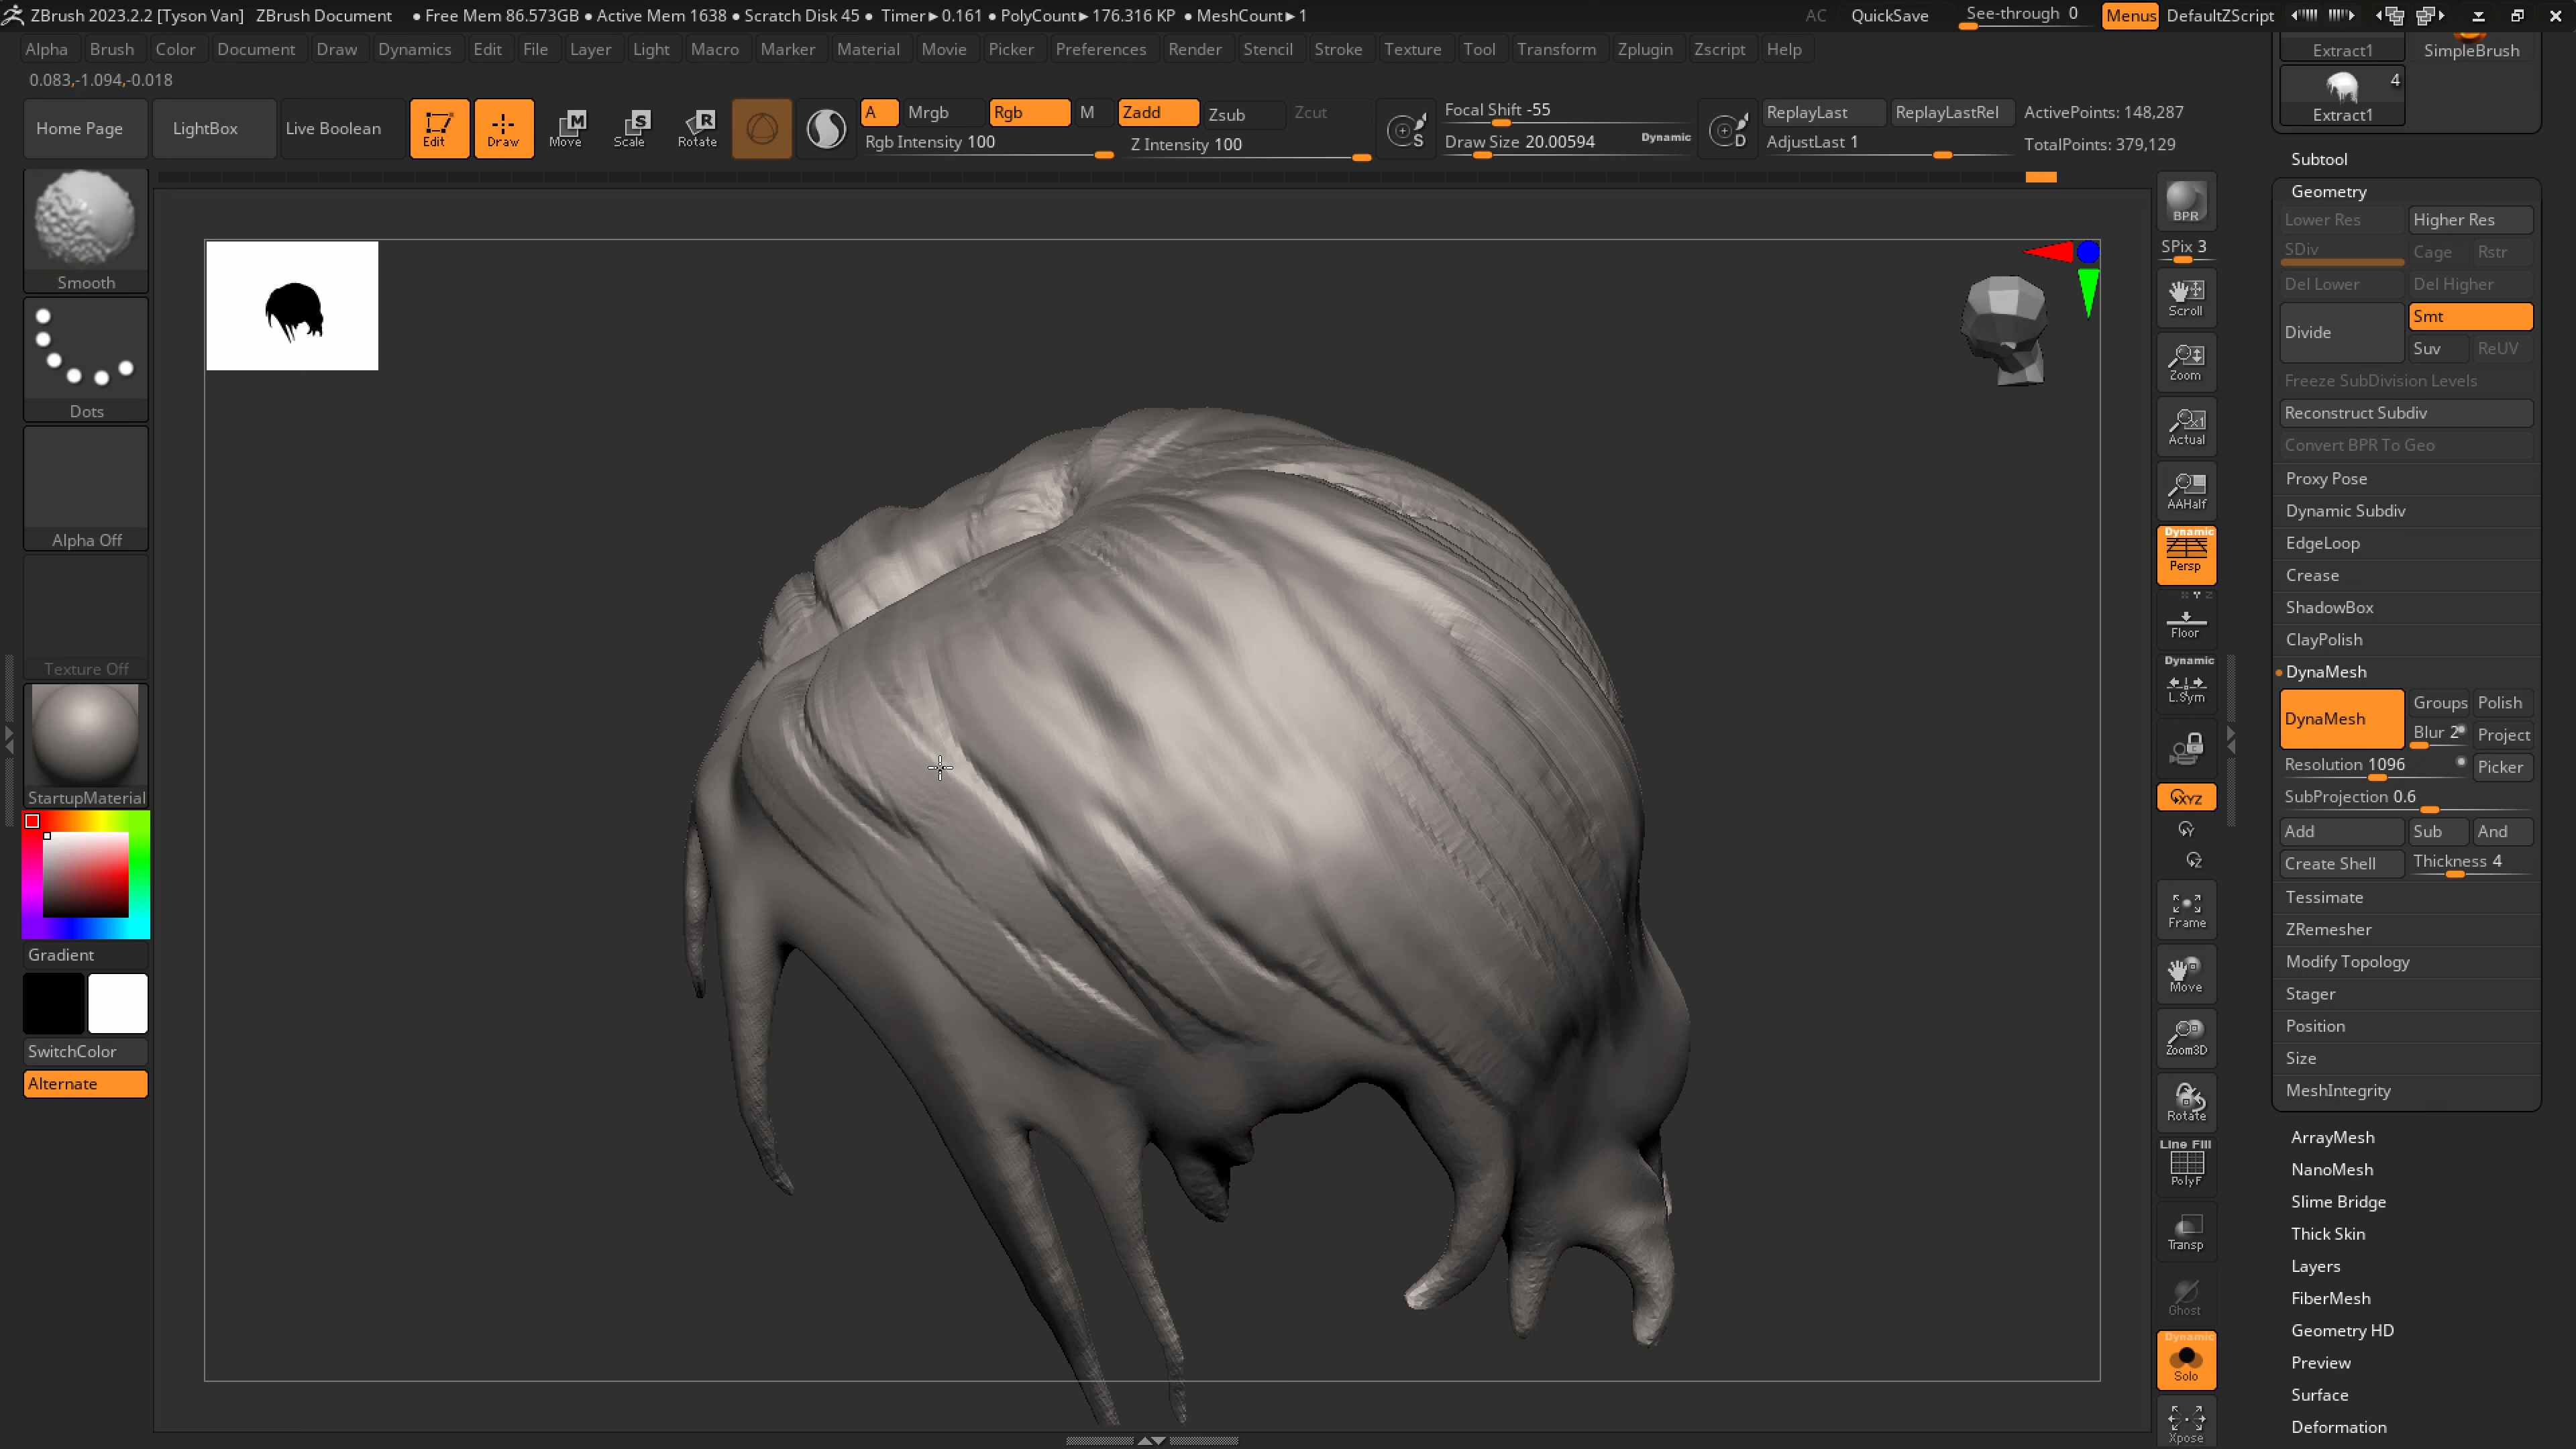 ZBrush 2023.2.2 [Tyson Van] ZBrush Document ● Free Mem 86.573GB ● Active Mem 1638 ● Scratch Disk 45 ● Timer►0.161 ● PolyCount►176.316 KP ● MeshCount►1 AC QuickSave See-through 0 Menus DefaultZScript
Alpha Brush Color Document Draw Dynamics Edit File Layer Light Macro Marker Material Movie Picker Preferences Render Stencil Stroke Texture Tool Transform Zplugin Zscript Help
0.083,-1.094,-0.018
Home Page LightBox Live Boolean Edit Draw Move Scale Rotate
M S R
A Mrgb Rgb M Zadd Zsub Zcut
Rgb Intensity 100 Z Intensity 100
S Focal Shift -55
Draw Size 20.00594 Dynamic
D ReplayLast ReplayLastRel ActivePoints: 148,287
AdjustLast 1 TotalPoints: 379,129
Smooth
Dots
Alpha Off
Texture Off
StartupMaterial
Gradient
SwitchColor
Alternate
BPR
SPix 3
Scroll
Zoom
Actual
AAHalf
Dynamic
Persp
Floor
Dynamic
L.Sym
XYZ
Y
Z
Frame
Move
Zoom3D
Rotate
Line Fill
PolyF
Transp
Ghost
Dynamic
Solo
Xpose
Extract1 SimpleBrush
4
Extract1
Subtool
Geometry
Lower Res Higher Res
SDiv Cage Rstr
Del Lower Del Higher
Divide Smt
Suv ReUV
Freeze SubDivision Levels
Reconstruct Subdiv
Convert BPR To Geo
Proxy Pose
Dynamic Subdiv
EdgeLoop
Crease
ShadowBox
ClayPolish
DynaMesh
DynaMesh Groups Polish
Blur 2 Project
Resolution 1096 Picker
SubProjection 0.6
Add Sub And
Create Shell Thickness 4
Tessimate
ZRemesher
Modify Topology
Stager
Position
Size
MeshIntegrity
ArrayMesh
NanoMesh
Slime Bridge
Thick Skin
Layers
FiberMesh
Geometry HD
Preview
Surface
Deformation